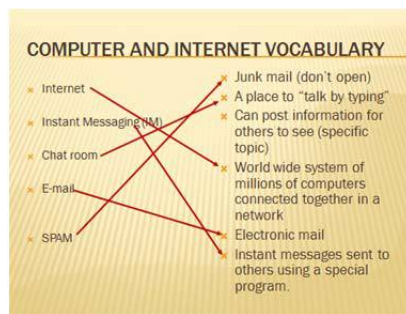 COMPUTER AND INTERNET VOCABULARY
Internet
Instant Messaging (IM)
Chat room
E-mail
SPAM
Junk mail (don't open)
A place to "talk by typing"
Can post information for
others to see (specific
topic)
World wide system of
millions of computers
connected together in a
network
Electronic mail
Instant messages sent to
others using a special
program.